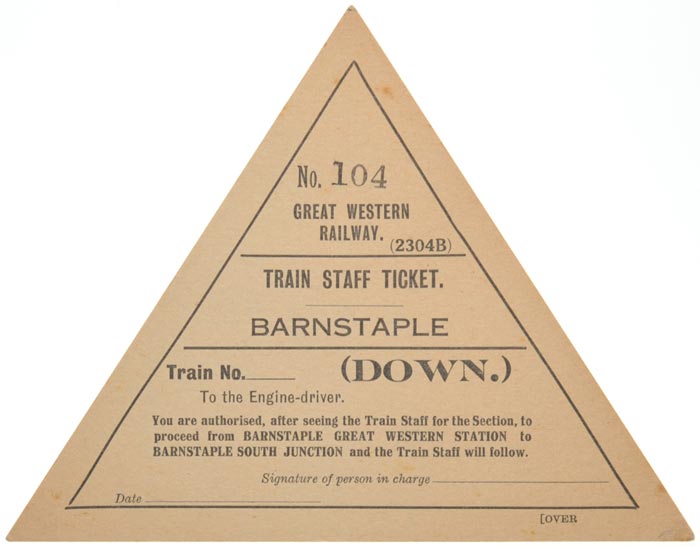 No. 104
GREAT WESTERN
RAILWAY.
(2304B)
TRAIN STAFF TICKET.
BARNSTAPLE
Train No. (DOWN.)
To the Engine-driver.
You are authorised, after seeing the Train Staff for the Section, to
proceed from BARNSTAPLE GREAT WESTERN STATION to
BARNSTAPLE SOUTH JUNCTION and the Train Staff will follow.
Signature of person in charge
Date
[OVER